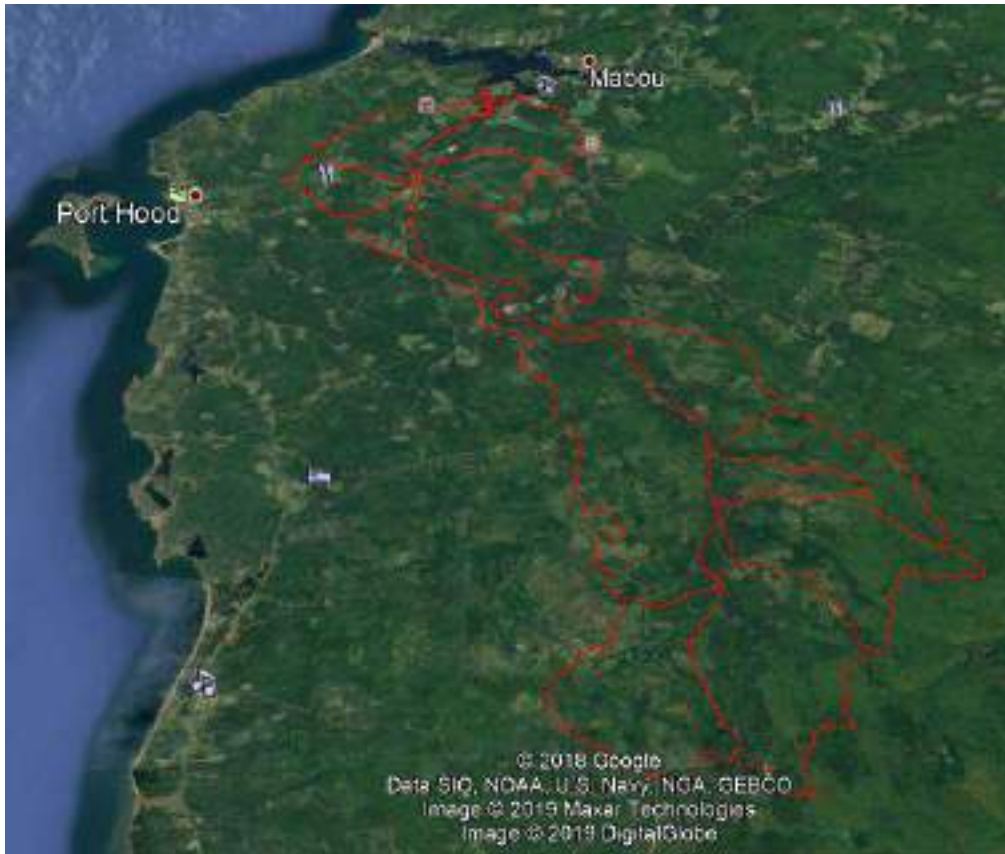 Mabou
Port Hood
© 2018 Google
Data SIO, NOAA, U.S. Navy, NGA, GEBCO
Image © 2019 Maxar Technologies
Image © 2019 DigitalGlobe